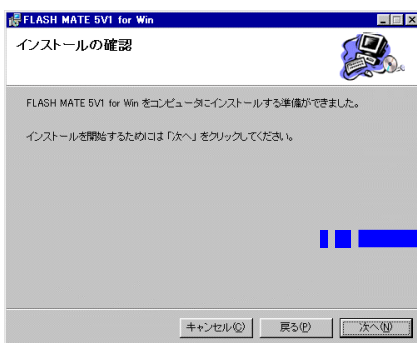 FLASH MATE 5V1 for Win
インストールの確認
FLASH MATE 5V1 for Win をコンピュータにインストールする準備ができました。
インストールを開始するためには「次へ」をクリックしてください。
キャンセル(C)
戻る(P)
次へ(N)